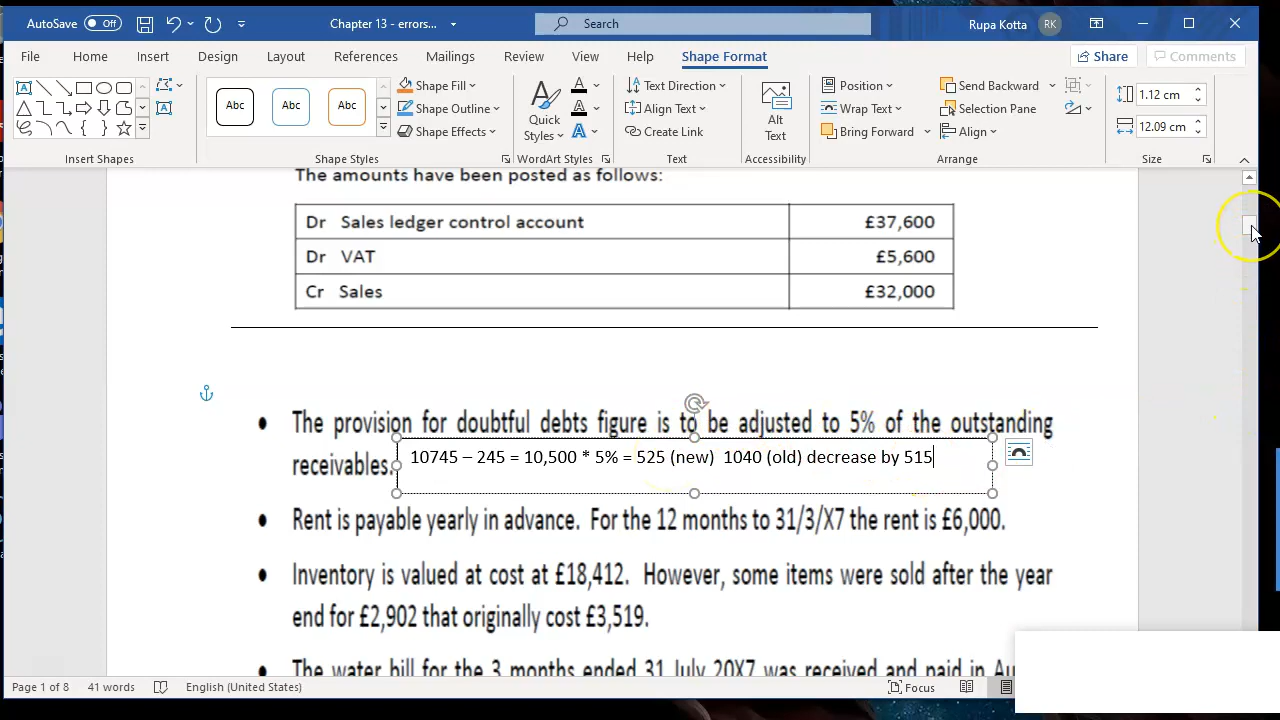 AutoSave Off Chapter 13 - errors... Search Rupa Kotta RK
File Home Insert Design Layout References Mailings Review View Help Shape Format Share Comments
Abc Abc Abc
Shape Fill
Shape Outline
Shape Effects
Quick
Styles
Text Direction
Align Text
Create Link
Alt
Text
Position
Wrap Text
Bring Forward
Send Backward
Selection Pane
Align
1.12 cm
12.09 cm
Insert Shapes Shape Styles WordArt Styles Text Accessibility Arrange Size
The amounts have been posted as follows:
Dr Sales ledger control account £37,600
Dr VAT £5,600
Cr Sales £32,000
• The provision for doubtful debts figure is to be adjusted to 5% of the outstanding
receivables. 10745 – 245 = 10,500 * 5% = 525 (new) 1040 (old) decrease by 515
• Rent is payable yearly in advance. For the 12 months to 31/3/X7 the rent is £6,000.
• Inventory is valued at cost at £18,412. However, some items were sold after the year
end for £2,902 that originally cost £3,519.
• The water bill for the 3 months ended 31 July 20X7 was received and paid in
Page 1 of 8 41 words English (United States) Focus